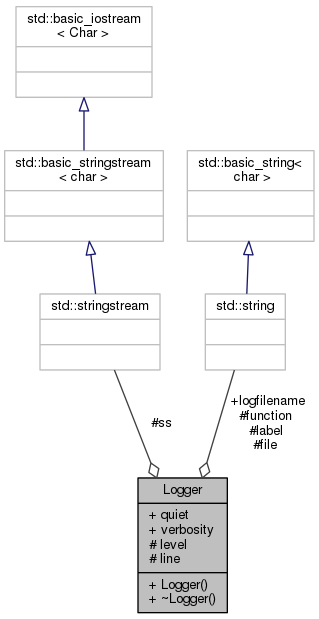 std::basic_iostream
< Char >
std::basic_stringstream
< char >
std::basic_string<
char >
std::stringstream
std::string
#ss
+logfilename
#function
#label
#file
Logger
+ quiet
+ verbosity
# level
# line
+ Logger()
+ ~Logger()